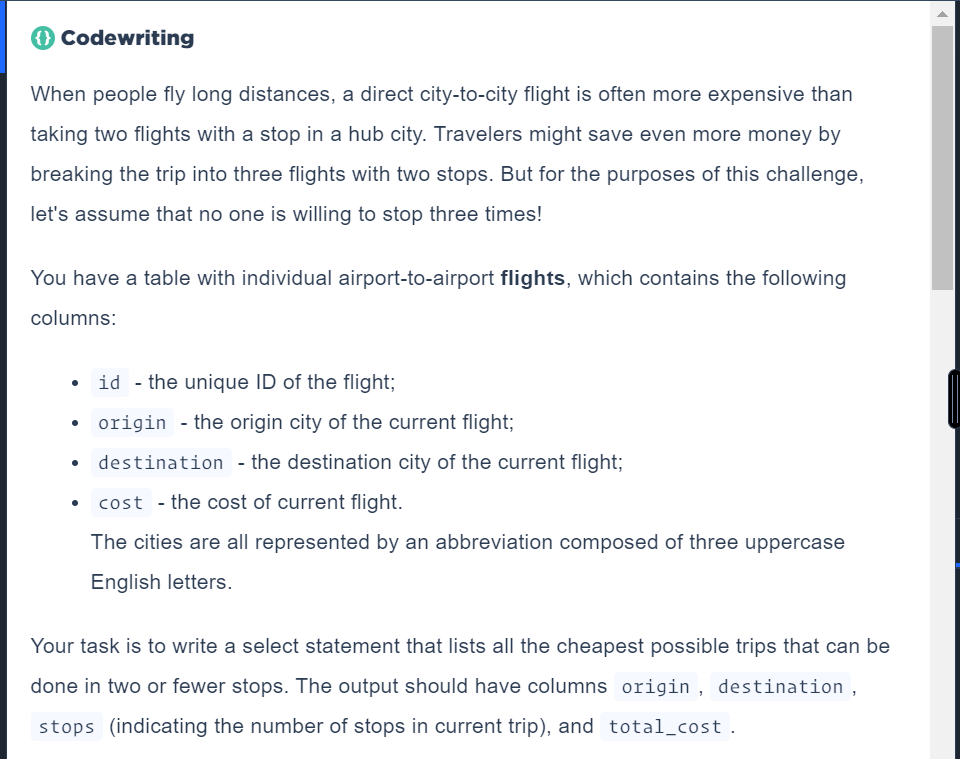 {} Codewriting
When people fly long distances, a direct city-to-city flight is often more expensive than
taking two flights with a stop in a hub city. Travelers might save even more money by
breaking the trip into three flights with two stops. But for the purposes of this challenge,
let's assume that no one is willing to stop three times!
You have a table with individual airport-to-airport flights, which contains the following
columns:
• id - the unique ID of the flight;
• origin - the origin city of the current flight;
• destination - the destination city of the current flight;
• cost - the cost of current flight.
The cities are all represented by an abbreviation composed of three uppercase
English letters.
Your task is to write a select statement that lists all the cheapest possible trips that can be
done in two or fewer stops. The output should have columns origin , destination ,
stops (indicating the number of stops in current trip), and total_cost .